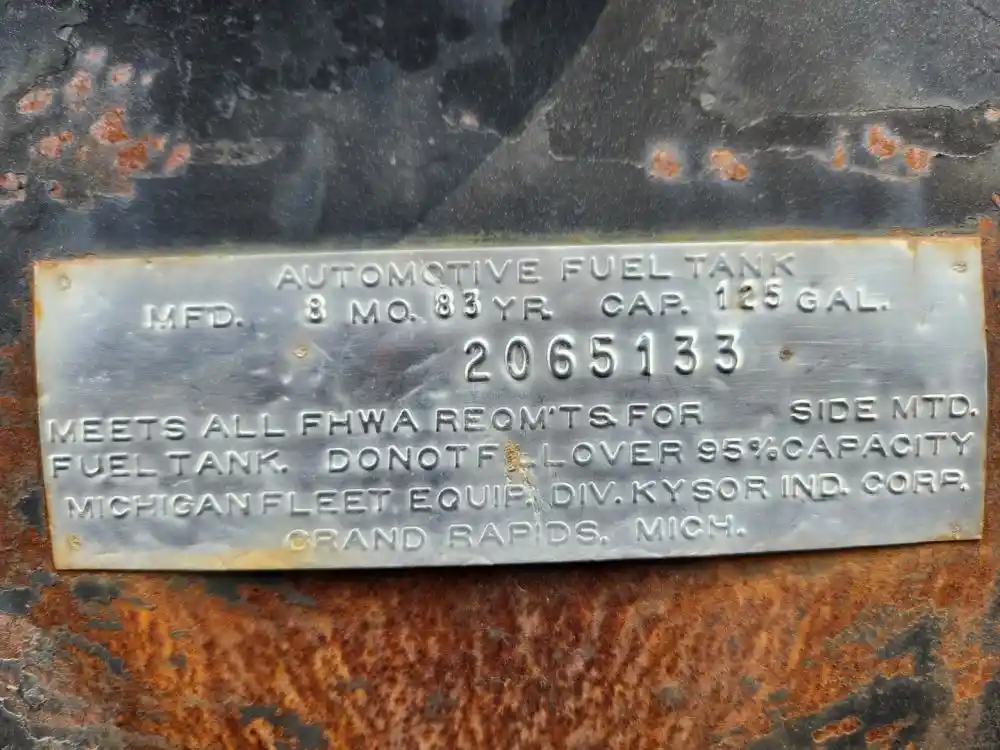 AUTOMOTIVE FUEL TANK
MFD. 8 MO. 83 YR. CAP. 125 GAL.
2065133
MEETS ALL FHWA REQM'TS FOR SIDE MTD.
FUEL TANK. DO NOT FILL OVER 95% CAPACITY
MICHIGAN FLEET EQUIP. DIV. KYSOR IND. CORP.
GRAND RAPIDS, MICH.